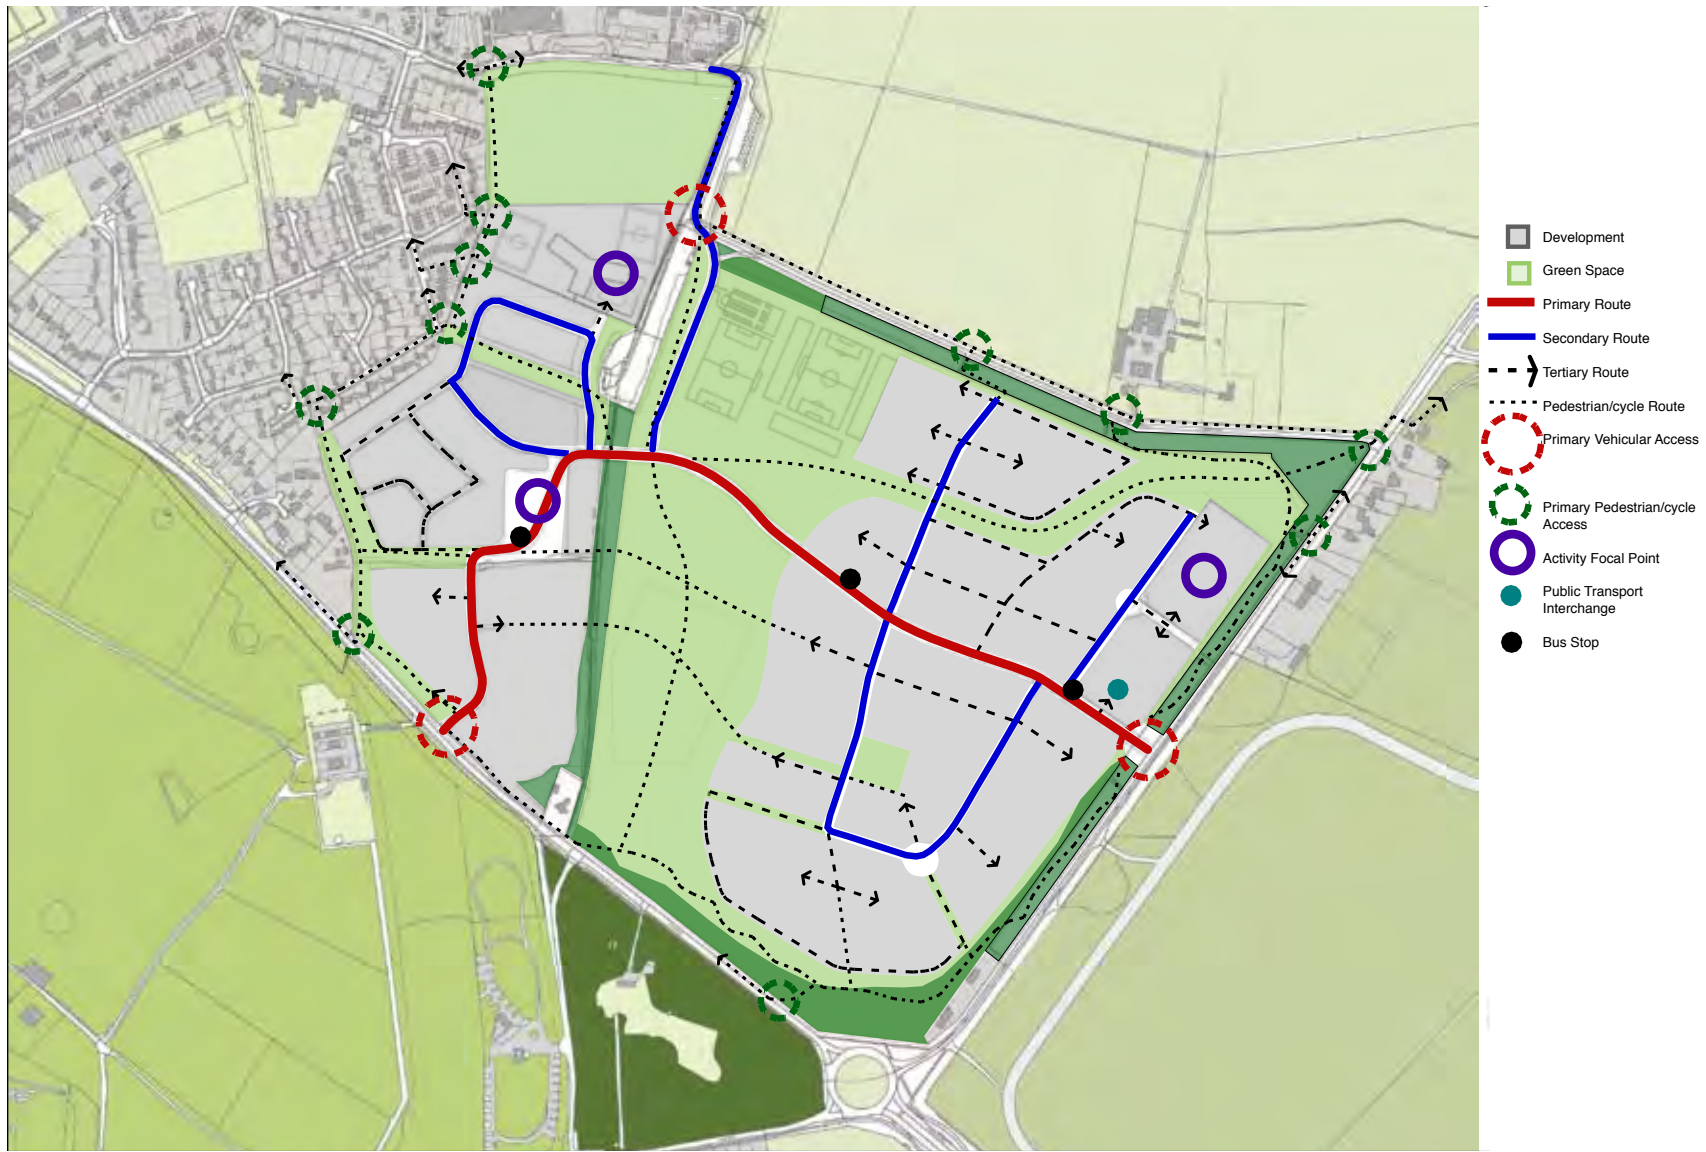 Development
Green Space
Primary Route
Secondary Route
Tertiary Route
Pedestrian/cycle Route
Primary Vehicular Access
Primary Pedestrian/cycle
Access
Activity Focal Point
Public Transport
Interchange
Bus Stop